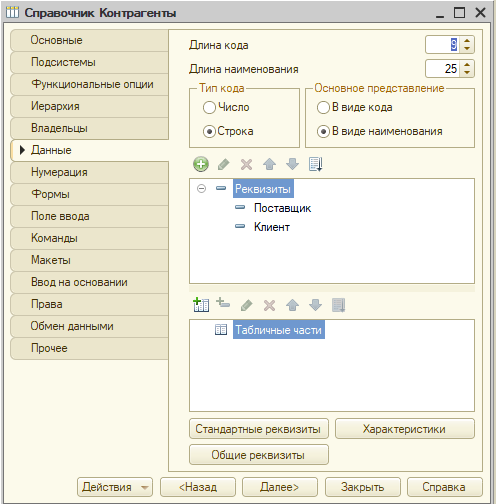 Справочник Контрагенты
Основные
Подсистемы
Функциональные опции
Иерархия
Владельцы
Данные
Нумерация
Формы
Поле ввода
Команды
Макеты
Ввод на основании
Права
Обмен данными
Прочее
Длина кода 9
Длина наименования 25
Тип кода
Число
Строка
Основное представление
В виде кода
В виде наименования
Реквизиты
Поставщик
Клиент
Табличные части
Стандартные реквизиты Характеристики
Общие реквизиты
Действия <Назад Далее> Закрыть Справка